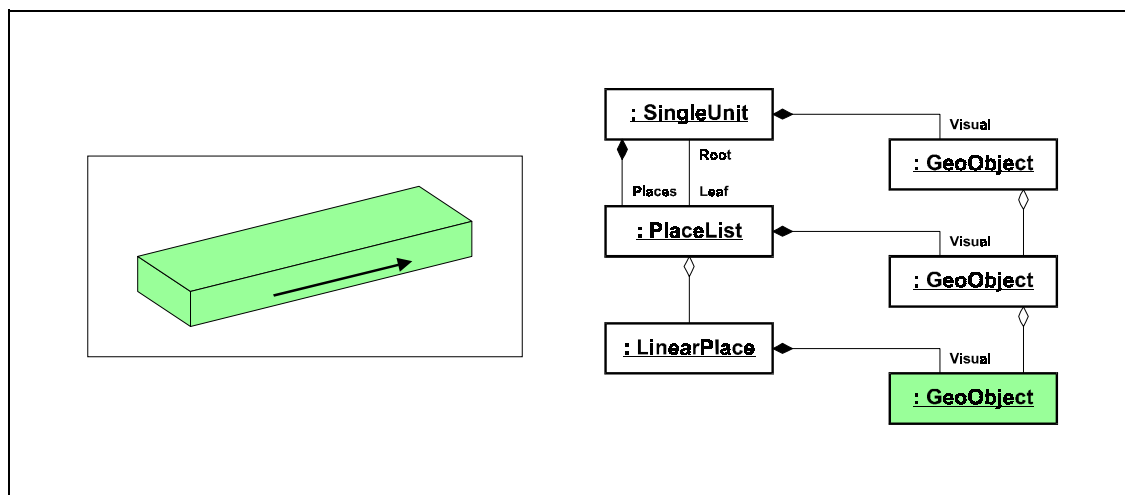 : SingleUnit
Visual
: GeoObject
Root
Places
Leaf
: PlaceList
Visual
: GeoObject
: LinearPlace
Visual
: GeoObject